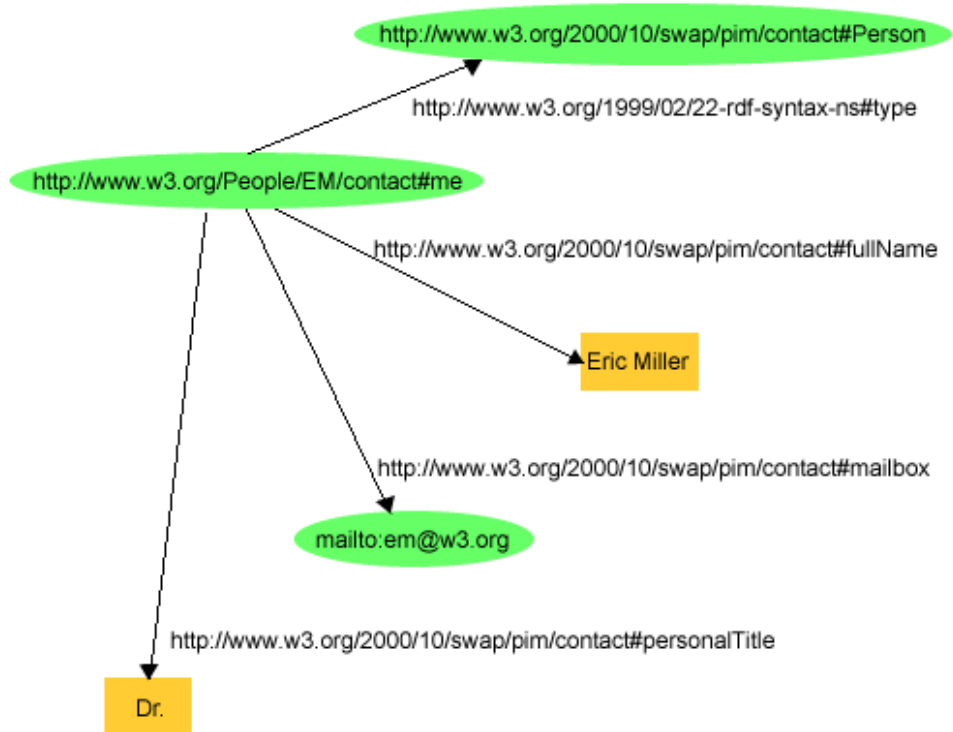 http://www.w3.org/2000/10/swap/pim/contact#Person
http://www.w3.org/1999/02/22-rdf-syntax-ns#type
http://www.w3.org/People/EM/contact#me
http://www.w3.org/2000/10/swap/pim/contact#fullName
Eric Miller
http://www.w3.org/2000/10/swap/pim/contact#mailbox
mailto:em@w3.org
http://www.w3.org/2000/10/swap/pim/contact#personalTitle
Dr.